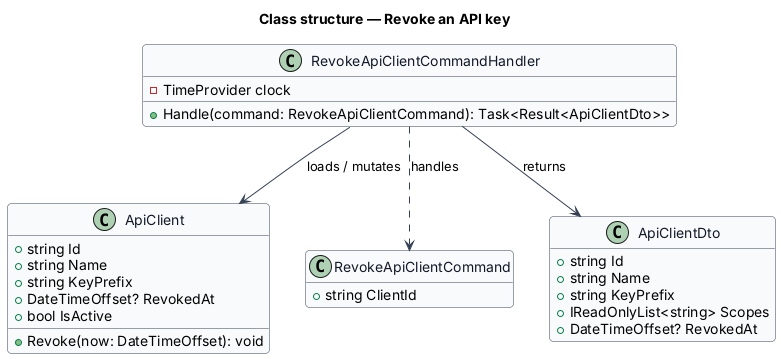 Class structure — Revoke an API key
C RevokeApiClientCommandHandler
TimeProvider clock
Handle(command: RevokeApiClientCommand): Task<Result<ApiClientDto>>
loads / mutates
handles
returns
C ApiClient
string Id
string Name
string KeyPrefix
DateTimeOffset? RevokedAt
bool IsActive
Revoke(now: DateTimeOffset): void
C RevokeApiClientCommand
string ClientId
C ApiClientDto
string Id
string Name
string KeyPrefix
IReadOnlyList<string> Scopes
DateTimeOffset? RevokedAt